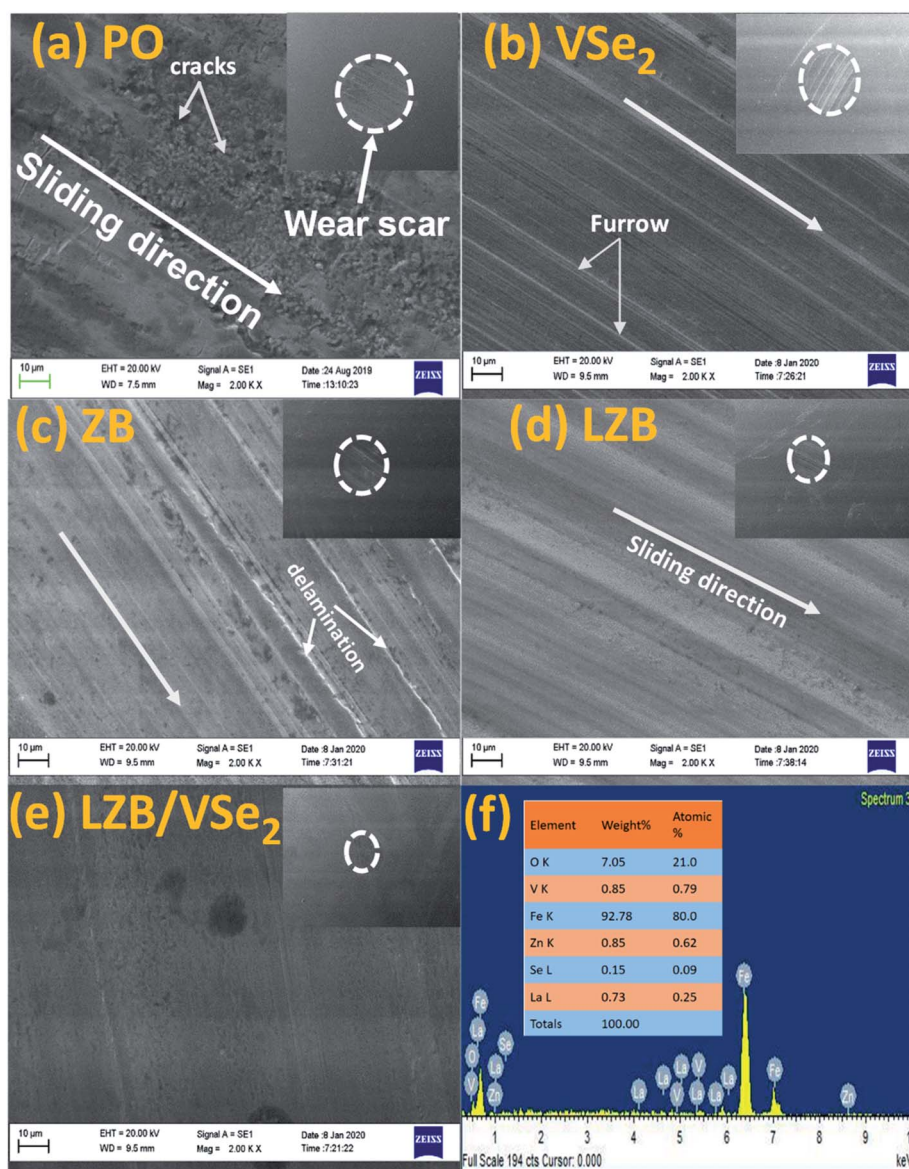 (a) PO
cracks
Sliding direction
Wear scar
10 µm
EHT = 20.00 kV
WD = 7.5 mm
Signal A = SE1
Mag = 2.00 K X
Date :24 Aug 2019
Time :13:10:23
ZEISS
(b) VSe₂
Furrow
10 µm
EHT = 20.00 kV
WD = 9.5 mm
Signal A = SE1
Mag = 2.00 K X
Date :8 Jan 2020
Time :7:26:21
ZEISS
(c) ZB
delamination
10 µm
EHT = 20.00 kV
WD = 9.5 mm
Signal A = SE1
Mag = 2.00 K X
Date :8 Jan 2020
Time :7:31:21
ZEISS
(d) LZB
Sliding direction
10 µm
EHT = 20.00 kV
WD = 9.5 mm
Signal A = SE1
Mag = 2.00 K X
Date :8 Jan 2020
Time :7:38:14
ZEISS
(e) LZB/VSe₂
10 µm
EHT = 20.00 kV
WD = 9.5 mm
Signal A = SE1
Mag = 2.00 K X
Date :8 Jan 2020
Time :7:21:22
ZEISS
(f)
Spectrum 3
Element Weight% Atomic
%
O K 7.05 21.0
V K 0.85 0.79
Fe K 92.78 80.0
Zn K 0.85 0.62
Se L 0.15 0.09
La L 0.73 0.25
Totals 100.00
Fe
La
O
V
Se
La
Zn
La
La
La
V
V
La
La
La
Fe
Fe
Zn
1 2 3 4 5 6 7 8 9 1
Full Scale 194 cts Cursor: 0.000
keV